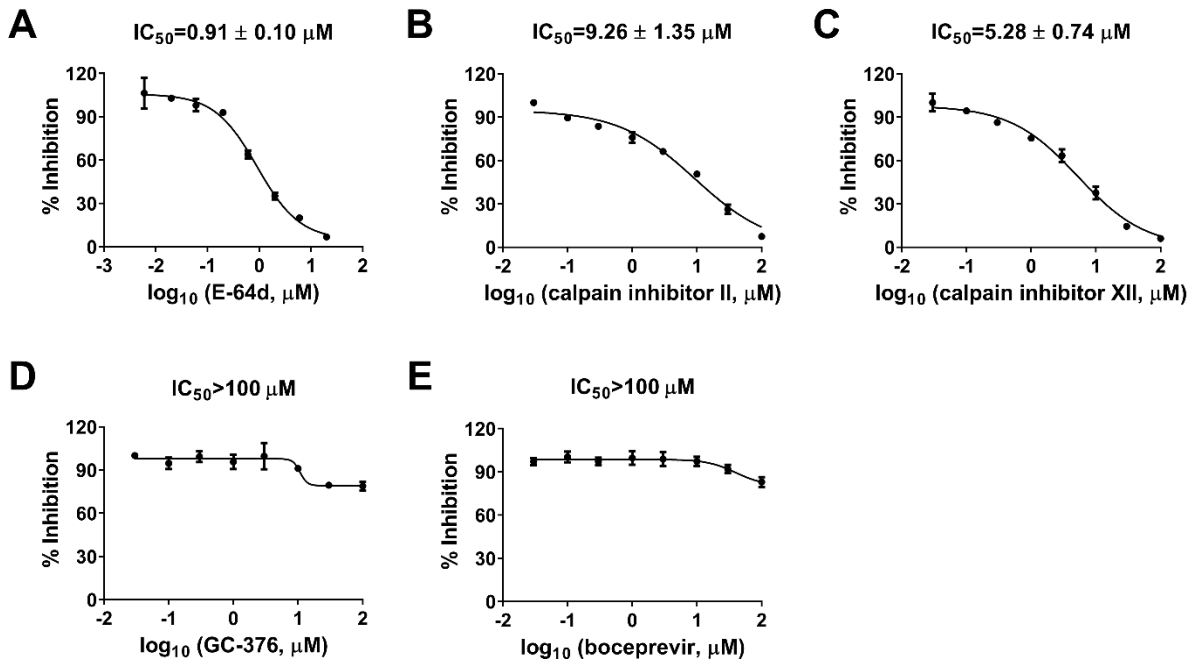 A
IC50=0.91 ± 0.10 μM
120
90
60
30
0
% Inhibition
-3 -2 -1 0 1 2
log10 (E-64d, μM)
B
IC50=9.26 ± 1.35 μM
120
90
60
30
0
% Inhibition
-2 -1 0 1 2
log10 (calpain inhibitor II, μM)
C
IC50=5.28 ± 0.74 μM
120
90
60
30
0
% Inhibition
-2 -1 0 1 2
log10 (calpain inhibitor XII, μM)
D
IC50>100 μM
120
90
60
30
0
% Inhibition
-2 -1 0 1 2
log10 (GC-376, μM)
E
IC50>100 μM
120
90
60
30
0
% Inhibition
-2 -1 0 1 2
log10 (boceprevir, μM)